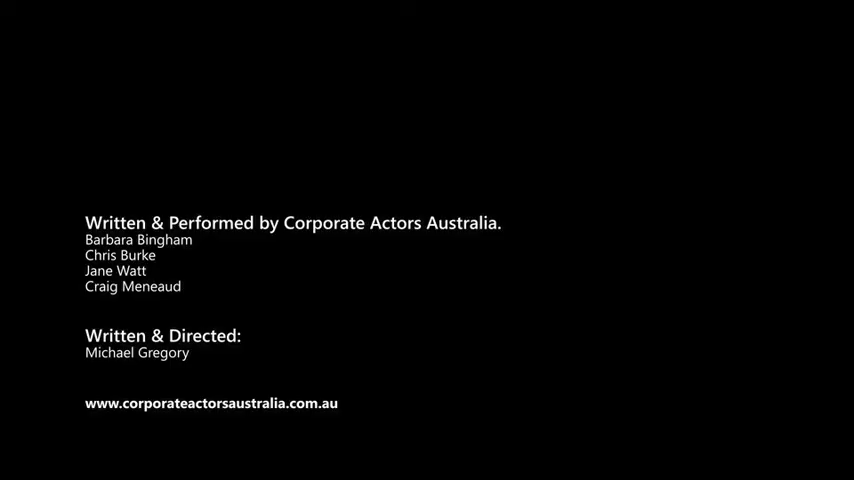 Written & Performed by Corporate Actors Australia.
Barbara Bingham
Chris Burke
Jane Watt
Craig Meneaud
Written & Directed:
Michael Gregory
www.corporateactorsaustralia.com.au